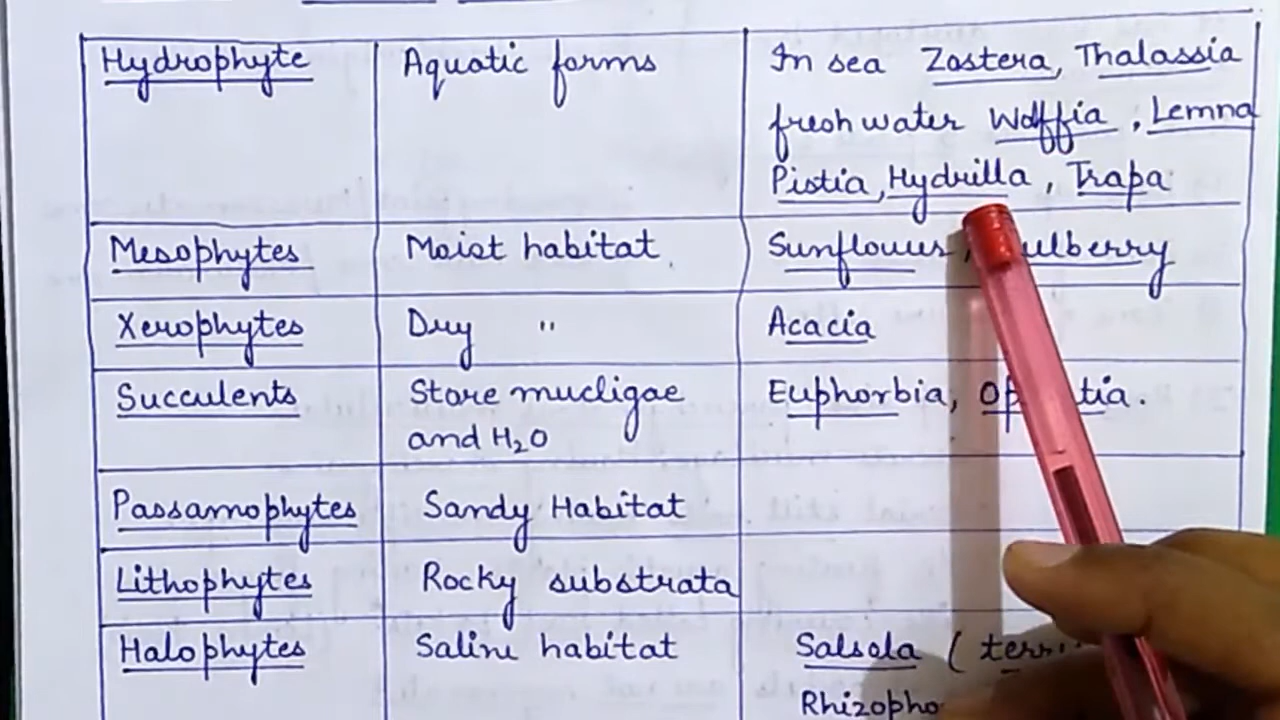 Hydrophyte
Aquatic forms
In sea Zostera, Thalassia
fresh water Wolffia, Lemna
Pistia, Hydrilla, Trapa
Mesophytes
Moist habitat.
Xerophytes
Dry "
Acacia
Succulents
Store mucligae
and H₂O
Euphorbia,
Passamophytes
Sandy Habitat
Lithophytes
Rocky substrata
Halophytes
Saline habitat
Salsola (